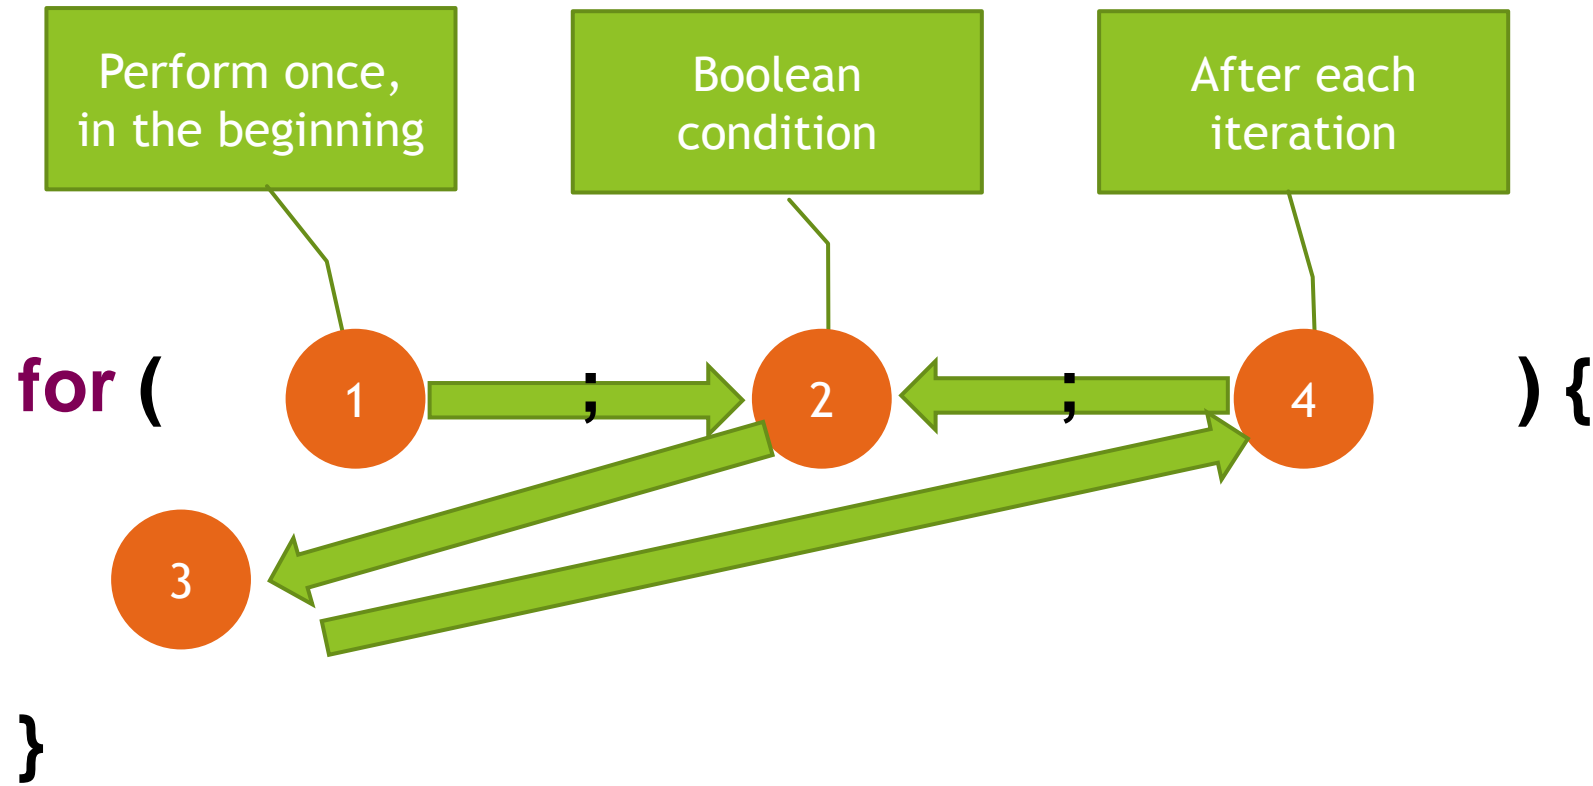 Perform once,
in the beginning
Boolean
condition
After each
iteration
for ( 1 ; 2 ; 4 ) {
3
}